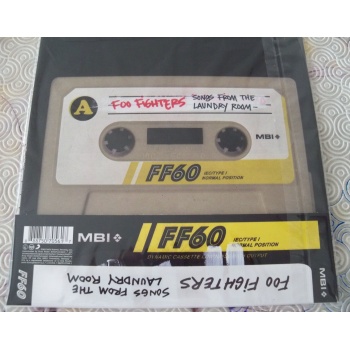 A
FOO FIGHTERS
SONGS FROM THE
LAUNDRY ROOM-
MBI
FF60
IEC/TYPE I
NORMAL POSITION
MBI
FF60
IEC/TYPE I
NORMAL POSITION
FOO FIGHTERS
SONGS FROM THE
LAUNDRY ROOM
MBI
FF60